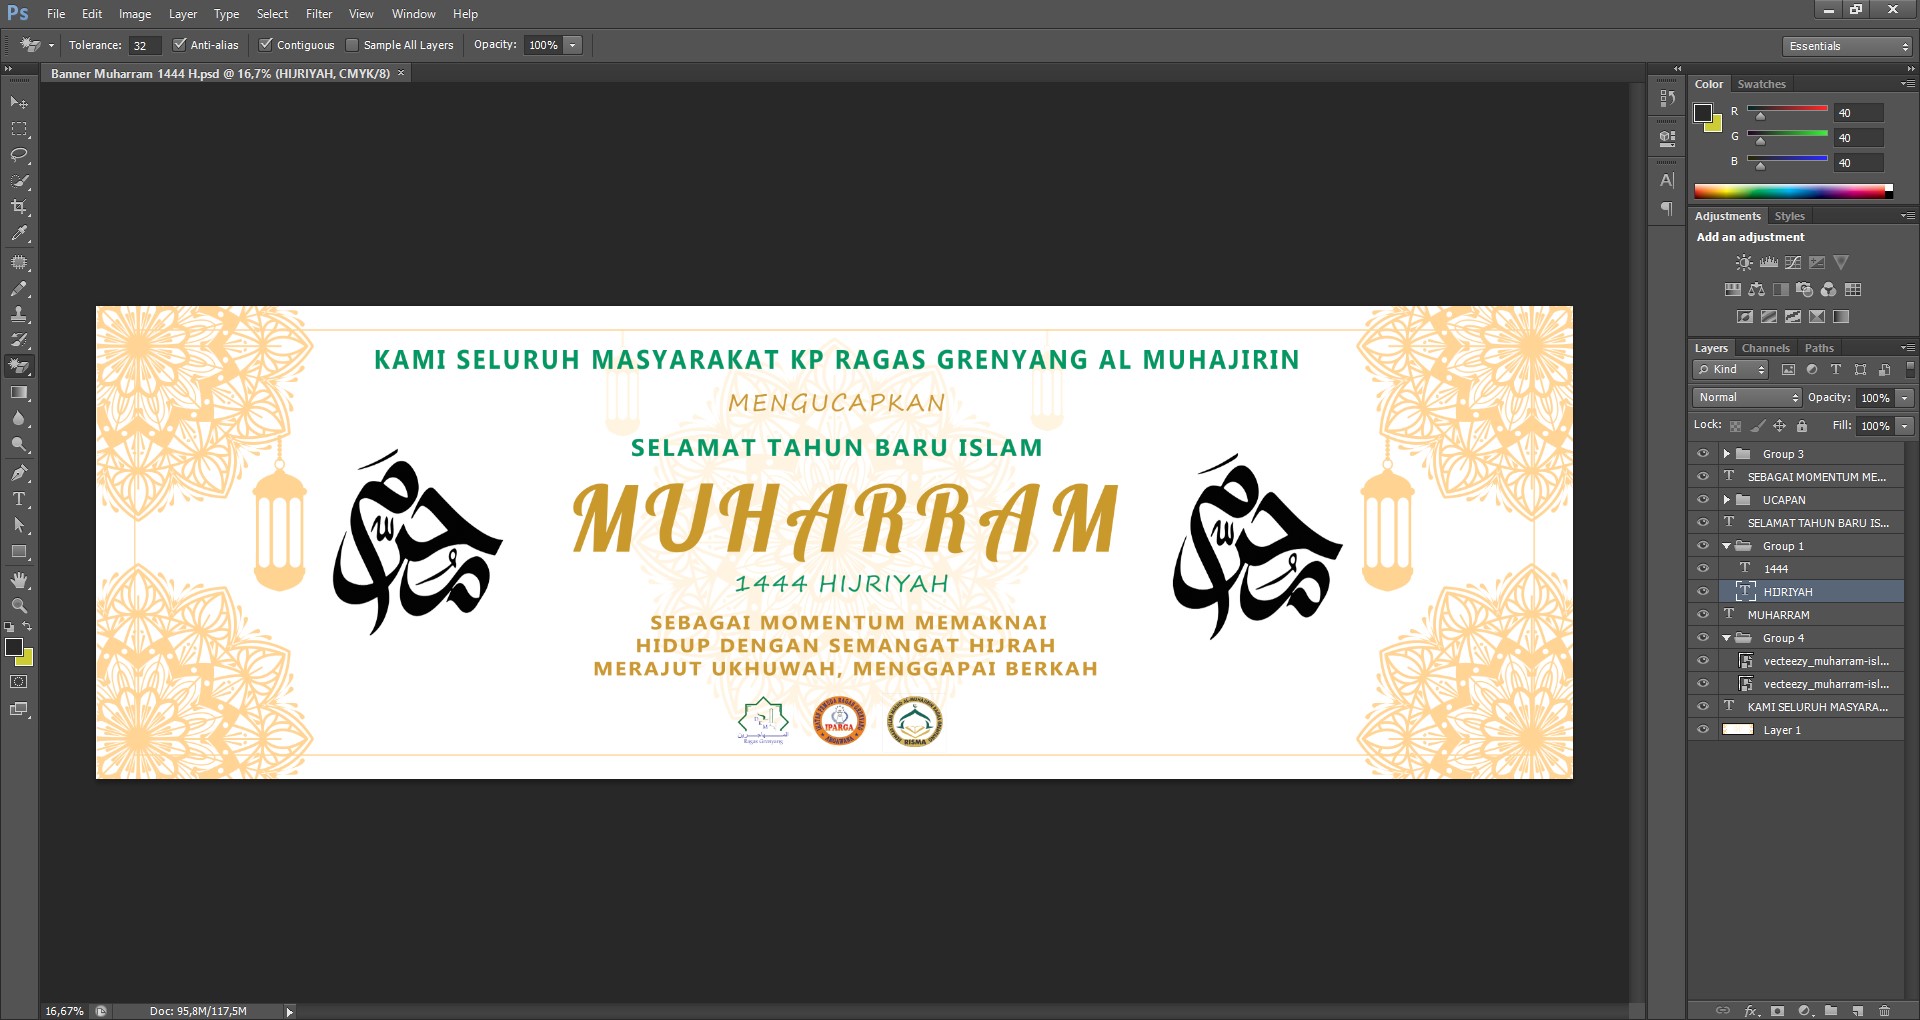 Ps File Edit Image Layer Type Select Filter View Window Help
Tolerance: 32 Anti-alias Contiguous Sample All Layers Opacity: 100% Essentials
Banner Muharram 1444 H.psd @ 16,7% (HIJRIYAH, CMYK/8) ×
KAMI SELURUH MASYARAKAT KP RAGAS GRENYANG AL MUHAJIRIN
MENGUCAPKAN
SELAMAT TAHUN BARU ISLAM
MUHARRAM
1444 HIJRIYAH
SEBAGAI MOMENTUM MEMAKNAI
HIDUP DENGAN SEMANGAT HIJRAH
MERAJUT UKHUWAH, MENGGAPAI BERKAH
محرم
محرم
Ragas Grenyang
IPARGA
RISMA
Color Swatches
R 40
G 40
B 40
Adjustments Styles
Add an adjustment
Layers Channels Paths
Kind
Normal Opacity: 100%
Lock: Fill: 100%
Group 3
SEBAGAI MOMENTUM ME...
UCAPAN
SELAMAT TAHUN BARU IS...
Group 1
1444
HIJRIYAH
MUHARRAM
Group 4
vecteezy_muharram-isl...
vecteezy_muharram-isl...
KAMI SELURUH MASYARA...
Layer 1
16,67% Doc: 95,8M/117,5M